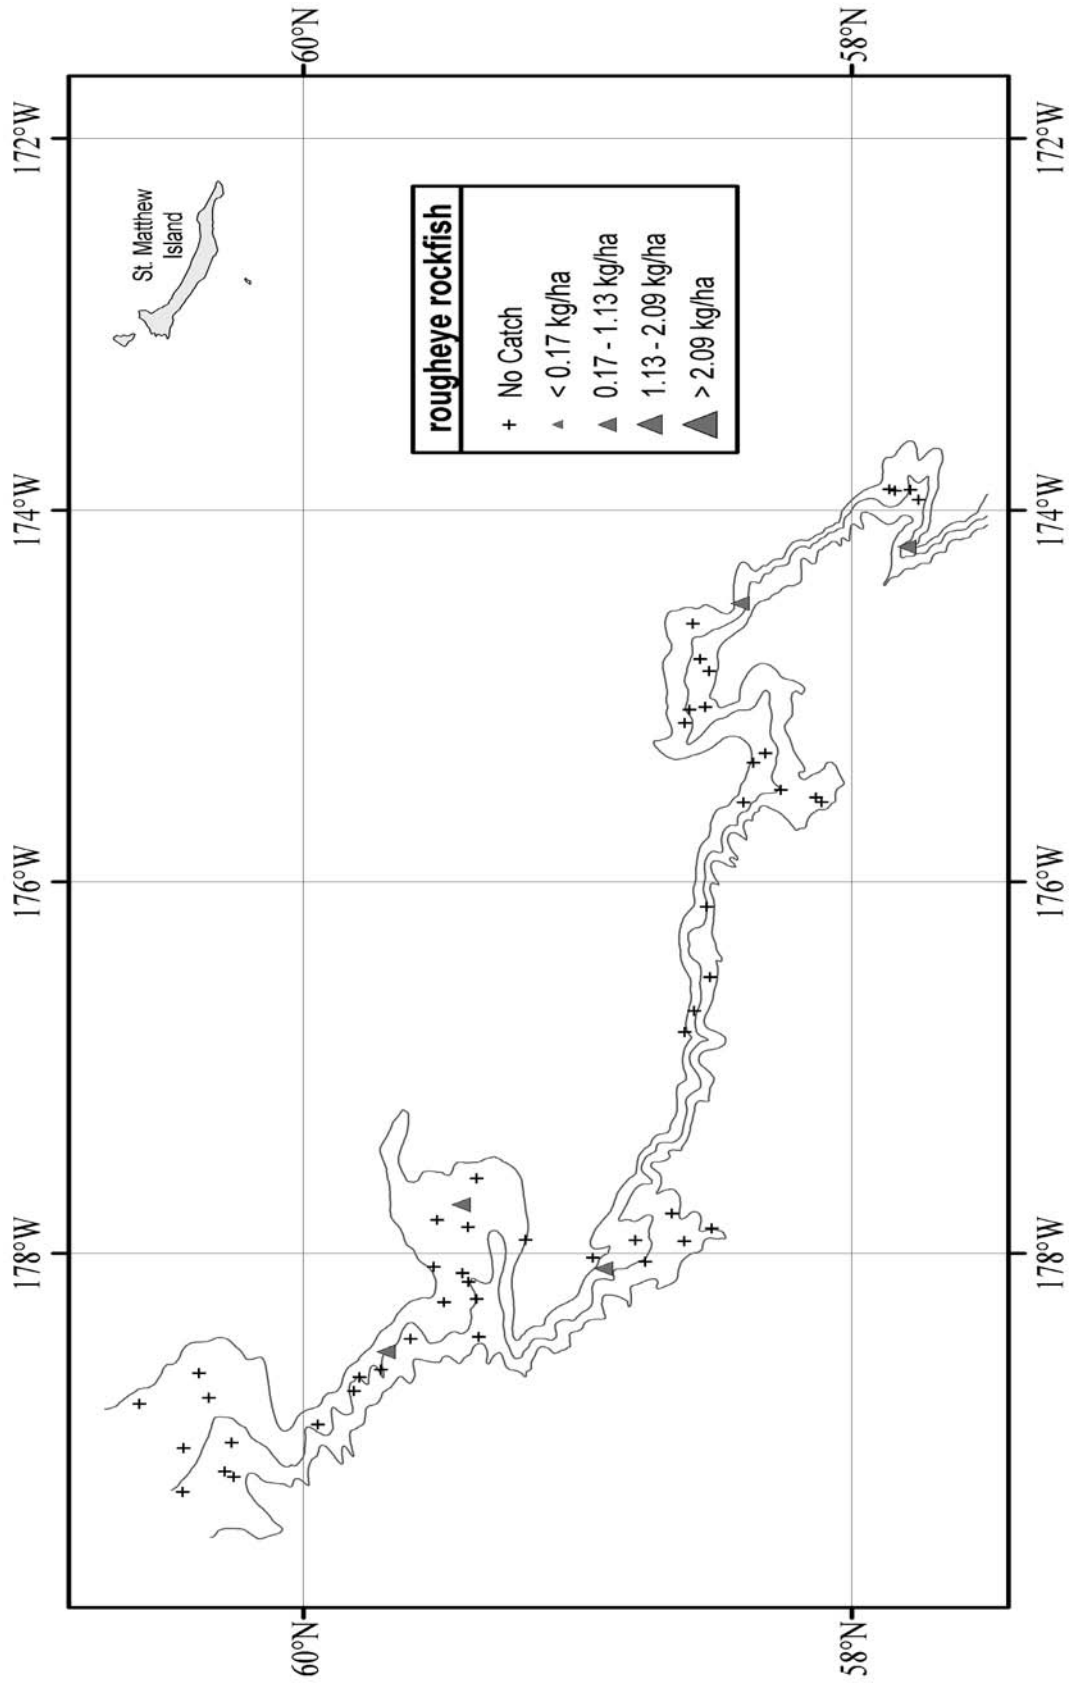 172°W
174°W
176°W
178°W
60°N
60°N
58°N
58°N
St. Matthew
Island
rougheye rockfish
No Catch
< 0.17 kg/ha
0.17 - 1.13 kg/ha
1.13 - 2.09 kg/ha
> 2.09 kg/ha
172°W
174°W
176°W
178°W